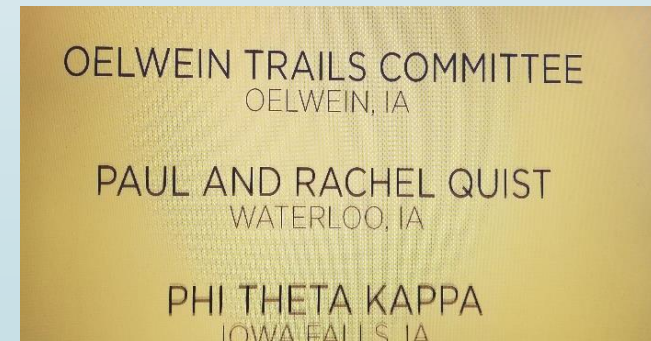 OELWEIN TRAILS COMMITTEE
OELWEIN, IA
PAUL AND RACHEL QUIST
WATERLOO, IA
PHI THETA KAPPA
IOWA FALLS, IA